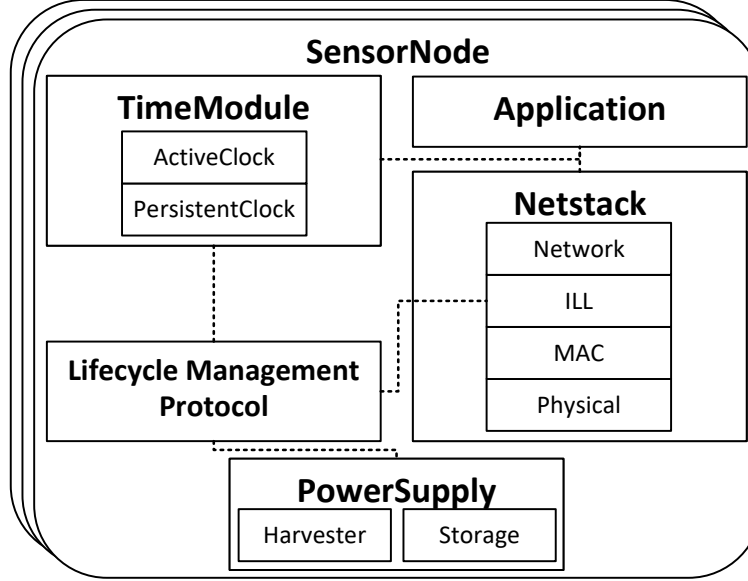 SensorNode
TimeModule
ActiveClock
PersistentClock
Application
Netstack
Network
ILL
MAC
Physical
Lifecycle Management
Protocol
PowerSupply
Harvester
Storage